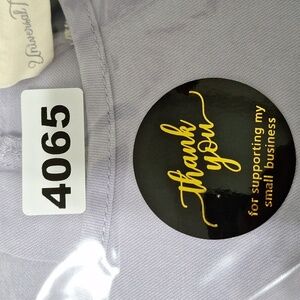 4065
thank
you
for supporting my
small business